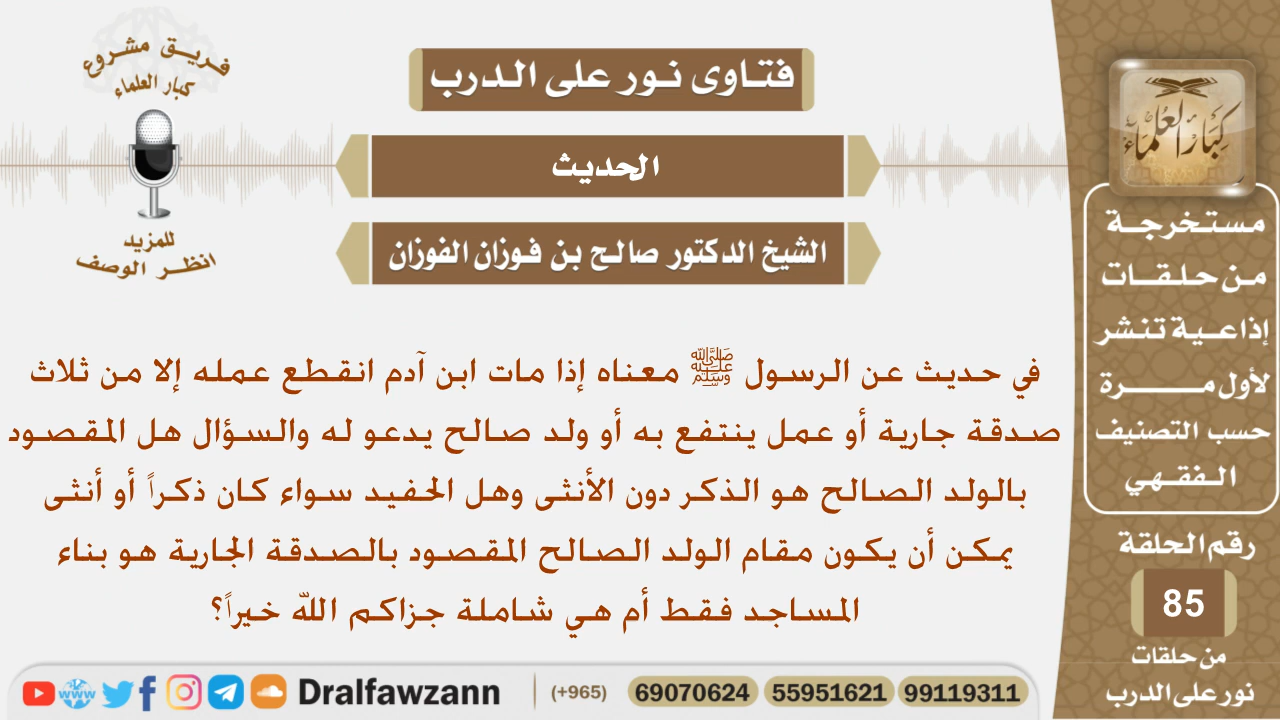 فريق مشروع
كبار العلماء
للمزيد
انظر الوصف
فتاوى نور على الدرب
الحديث
الشيخ الدكتور صالح بن فوزان الفوزان
في حديث عن الرسول ﷺ معناه إذا مات ابن آدم انقطع عمله إلا من ثلاث
صدقة جارية أو عمل ينتفع به أو ولد صالح يدعو له والسؤال هل المقصود
بالولد الصالح هو الذكر دون الأنثى وهل الحفيد سواء كان ذكراً أو أنثى
يمكن أن يكون مقام الولد الصالح المقصود بالصدقة الجارية هو بناء
المساجد فقط أم هي شاملة جزاكم الله خيراً؟
كبار العلماء
مستخرجة
من حلقات
إذاعية تنشر
لأول مرة
حسب التصنيف
الفقهي
رقم الحلقة
85
من حلقات
نور على الدرب
www Dralfawzann (+965) 69070624 55951621 99119311